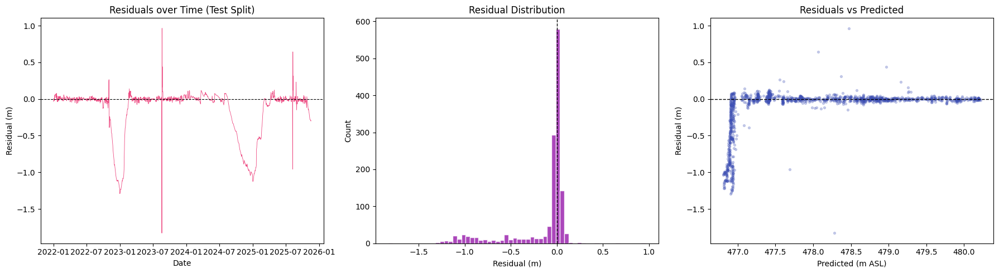 Residuals over Time (Test Split)
1.0
0.5
0.0
−0.5
−1.0
−1.5
Residual (m)
2022-01 2022-07 2023-01 2023-07 2024-01 2024-07 2025-01 2025-07 2026-01
Date
Residual Distribution
600
500
400
300
200
100
0
Count
−1.5 −1.0 −0.5 0.0 0.5 1.0
Residual (m)
Residuals vs Predicted
1.0
0.5
0.0
−0.5
−1.0
−1.5
Residual (m)
477.0 477.5 478.0 478.5 479.0 479.5 480.0
Predicted (m ASL)